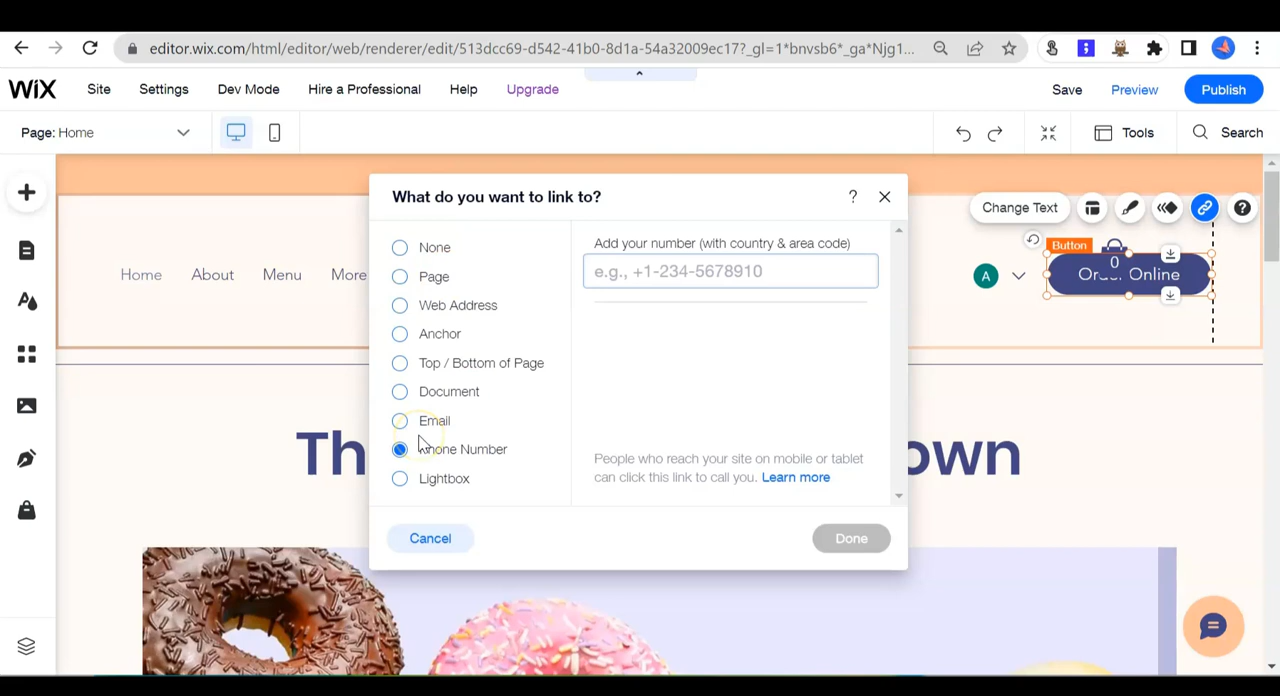 editor.wix.com/html/editor/web/renderer/edit/513dcc69-d542-41b0-8d1a-54a32009ec17?_gl=1*bnvsb6*_ga*Njg1...
WiX Site Settings Dev Mode Hire a Professional Help Upgrade Save Preview Publish
Page: Home Tools Search
What do you want to link to? ?
Change Text ?
None
Page
Web Address
Anchor
Top / Bottom of Page
Document
Email
Phone Number
Lightbox
Add your number (with country & area code)
e.g., +1-234-5678910
People who reach your site on mobile or tablet
can click this link to call you. Learn more
Cancel Done
Button
Home About Menu More A Order Online
0
Th own